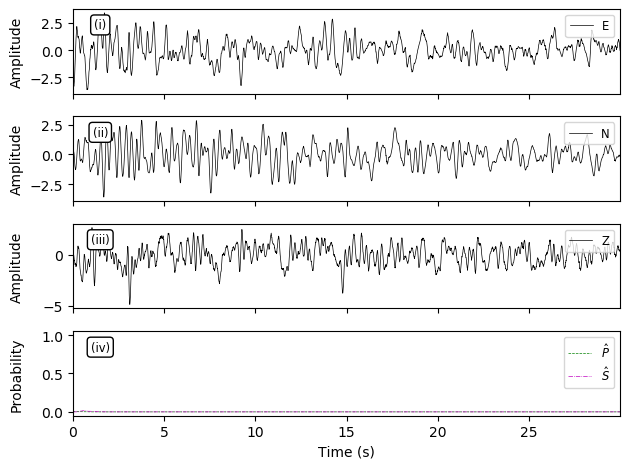 2.5
0.0
−2.5
Amplitude
(i)
E
2.5
0.0
−2.5
Amplitude
(ii)
N
0
−5
Amplitude
(iii)
Z
1.0
0.5
0.0
Probability
(iv)
P̂
Ŝ
0 5 10 15 20 25
Time (s)